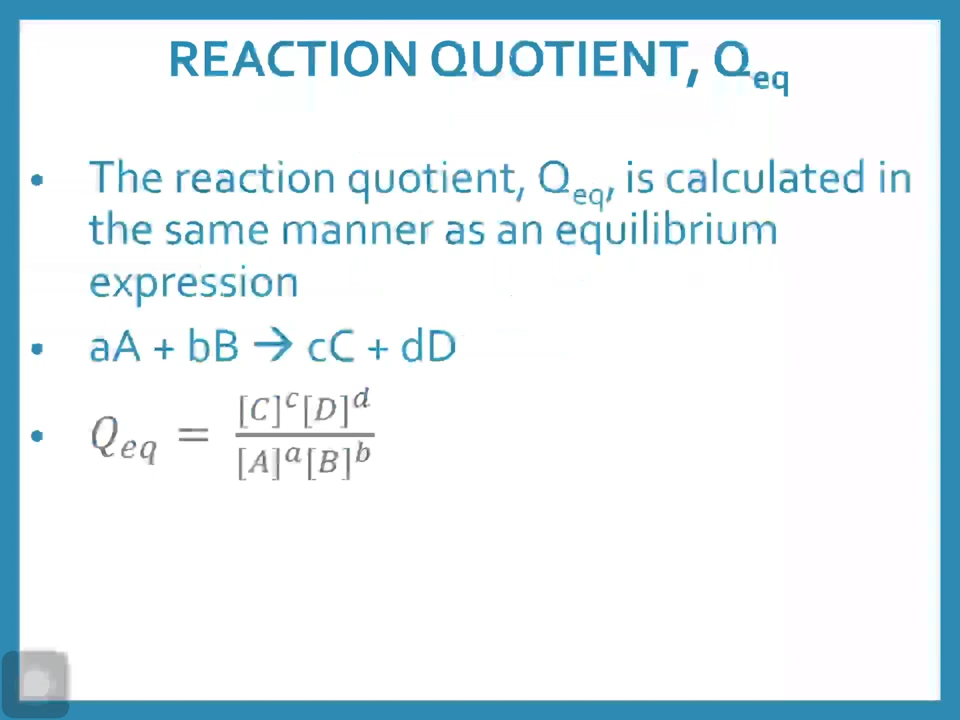 REACTION QUOTIENT, Qeq
• The reaction quotient, Qeq, is calculated in
the same manner as an equilibrium
expression
• aA + bB → cC + dD
• Qeq = [C]^c[D]^d / [A]^a[B]^b